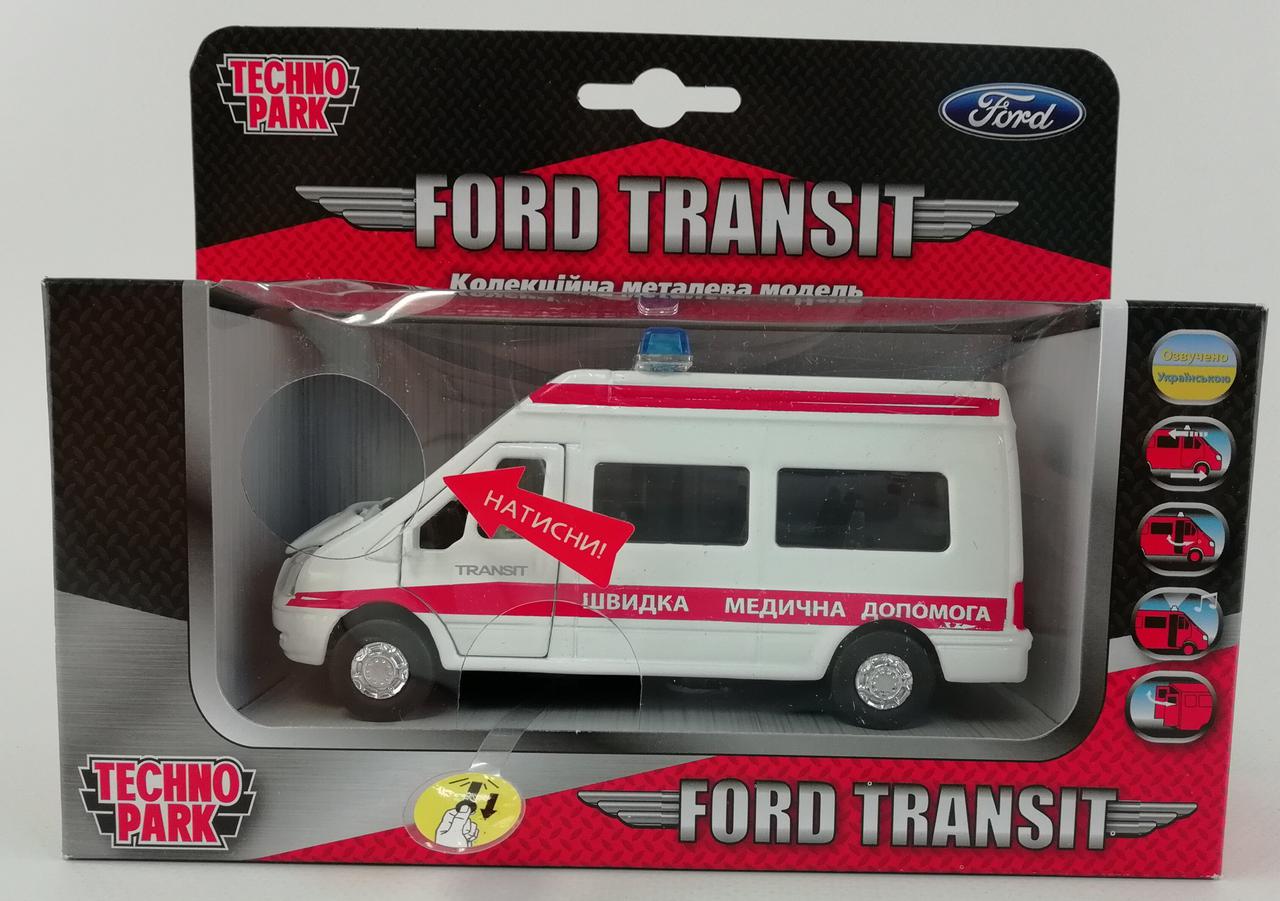 TECHNO
PARK
Ford
FORD TRANSIT
Колекційна металева модель
Озвучено
Українською
НАТИСНИ!
TRANSIT
ШВИДКА МЕДИЧНА ДОПОМОГА
TECHNO
PARK
FORD TRANSIT